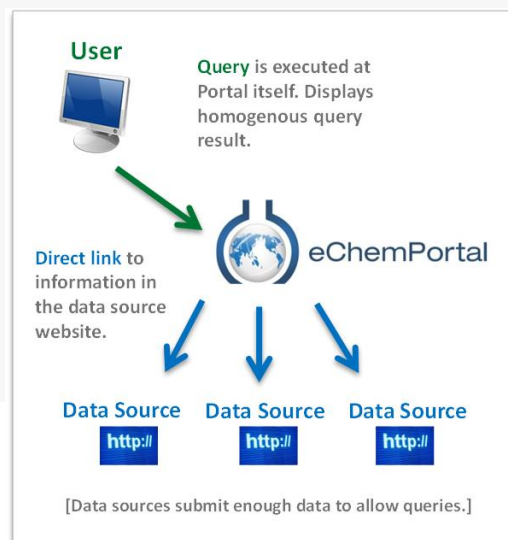 User
Query is executed at
Portal itself. Displays
homogenous query
result.
eChemPortal
Direct link to
information in
the data source
website.
Data Source Data Source Data Source
http:// http:// http://
[Data sources submit enough data to allow queries.]